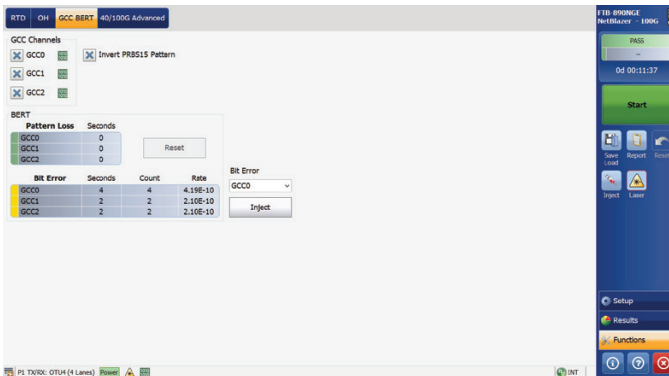 RTD OH GCC BERT 40/100G Advanced
GCC Channels
GCC0
Invert PRBS15 Pattern
GCC1
GCC2
BERT
Pattern Loss Seconds
GCC0 0
GCC1 0
GCC2 0
Reset
Bit Error Seconds Count Rate
GCC0 4 4 4.19E-10
GCC1 2 2 2.10E-10
GCC2 2 2 2.10E-10
Bit Error
GCC0
Inject
P1 TX/RX: OTU4 (4 Lanes) Power
INT
FTB-890NGE
NetBlazer - 100G
PASS
--
0d 00:11:37
Start
Save Load
Report
Reset
Inject
Laser
Setup
Results
Functions